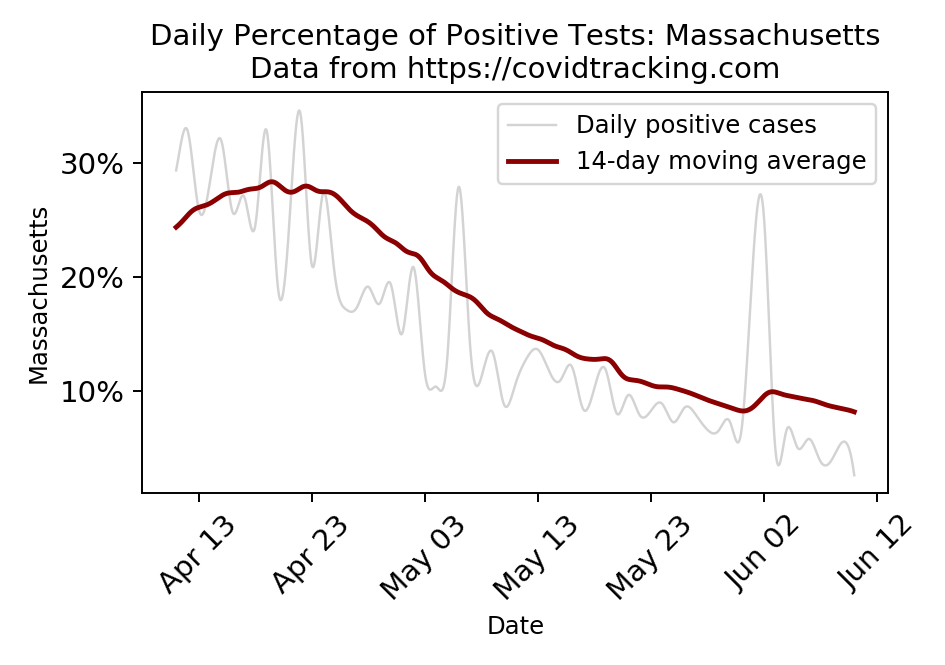 Daily Percentage of Positive Tests: Massachusetts
Data from https://covidtracking.com
Daily positive cases
14-day moving average
30%
20%
10%
Massachusetts
Apr 13
Apr 23
May 03
May 13
May 23
Jun 02
Jun 12
Date